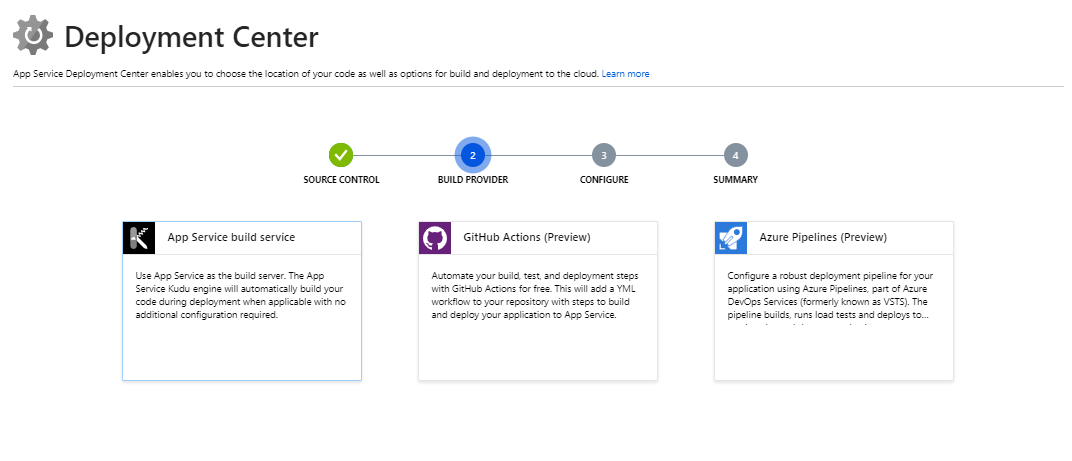 Deployment Center
App Service Deployment Center enables you to choose the location of your code as well as options for build and deployment to the cloud. Learn more
2
3
4
SOURCE CONTROL
BUILD PROVIDER
CONFIGURE
SUMMARY
App Service build service
Use App Service as the build server. The App
Service Kudu engine will automatically build your
code during deployment when applicable with no
additional configuration required.
GitHub Actions (Preview)
Automate your build, test, and deployment steps
with GitHub Actions for free. This will add a YML
workflow to your repository with steps to build
and deploy your application to App Service.
Azure Pipelines (Preview)
Configure a robust deployment pipeline for your
application using Azure Pipelines, part of Azure
DevOps Services (formerly known as VSTS). The
pipeline builds, runs load tests and deploys to...